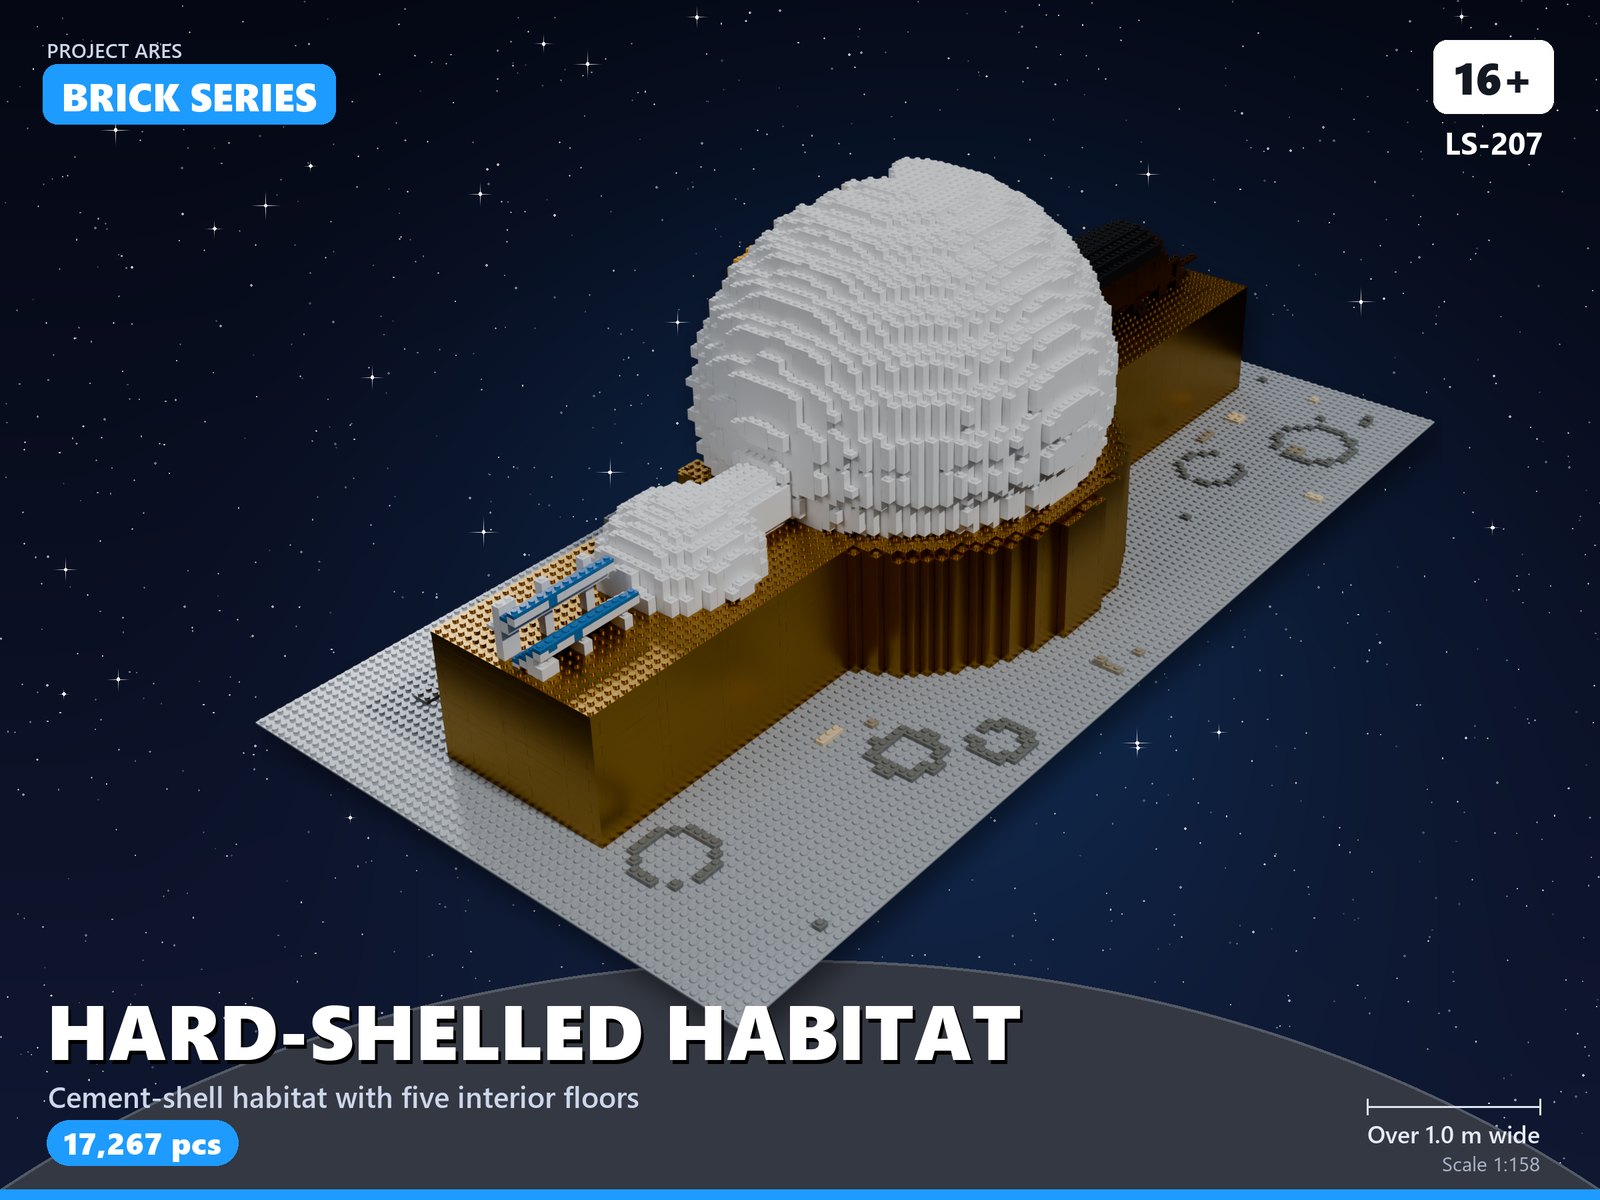 PROJECT ARES
BRICK SERIES
16+
LS-207
HARD-SHELLED HABITAT
Cement-shell habitat with five interior floors
17,267 pcs
Over 1.0 m wide
Scale 1:158